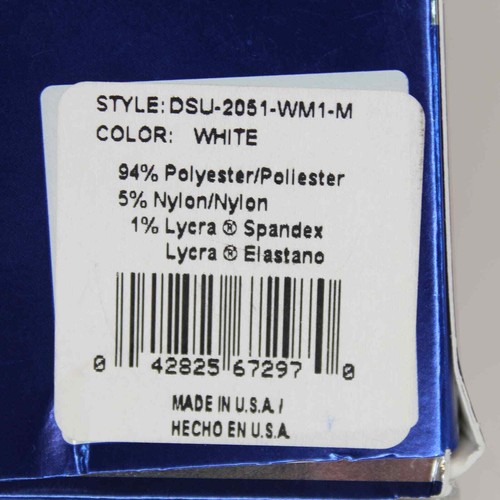 STYLE: DSU-2051-WM1-M
COLOR: WHITE
94% Polyester/Poliester
5% Nylon/Nylon
1% Lycra ® Spandex
Lycra ® Elastano
0 42825 67297 0
MADE IN U.S.A./
HECHO EN U.S.A.